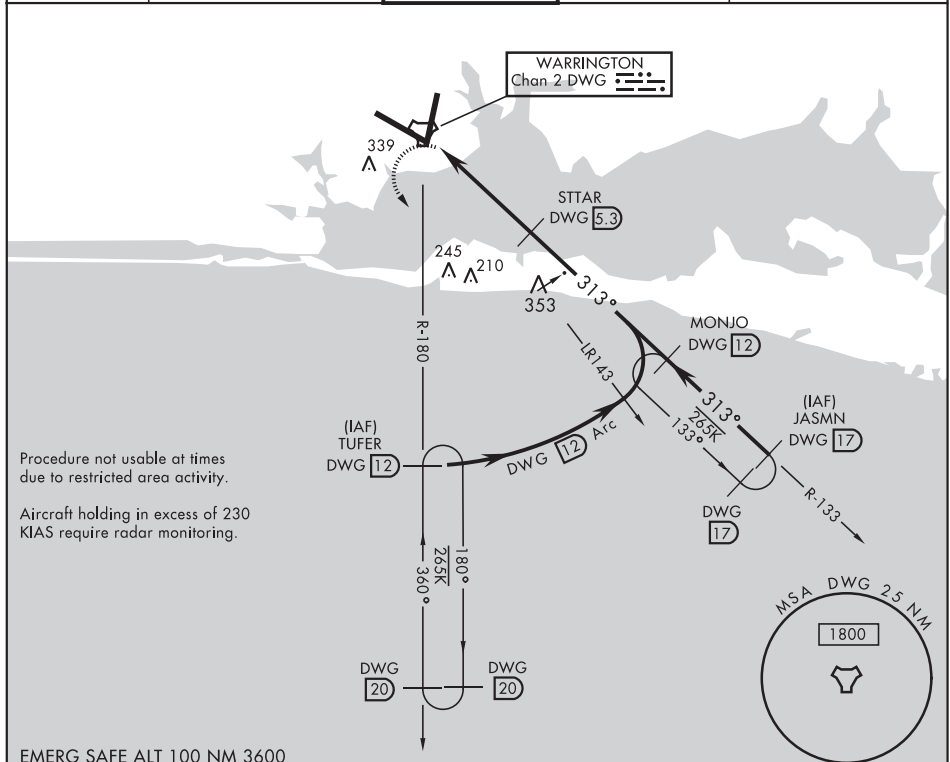 WARRINGTON
Chan 2 DWG
339
STTAR
DWG 5.3
245
210
353
313°
MONJO
DWG 12
R-180
LR143
(IAF)
TUFER
DWG 12
DWG 12 Arc
313°
265K
133°
(IAF)
JASMN
DWG 17
DWG
17
R-133
Procedure not usable at times
due to restricted area activity.
Aircraft holding in excess of 230
KIAS require radar monitoring.
360°
265K
180°
DWG
20
DWG
20
MSA DWG 25 NM
1800
EMERG SAFE ALT 100 NM 3600